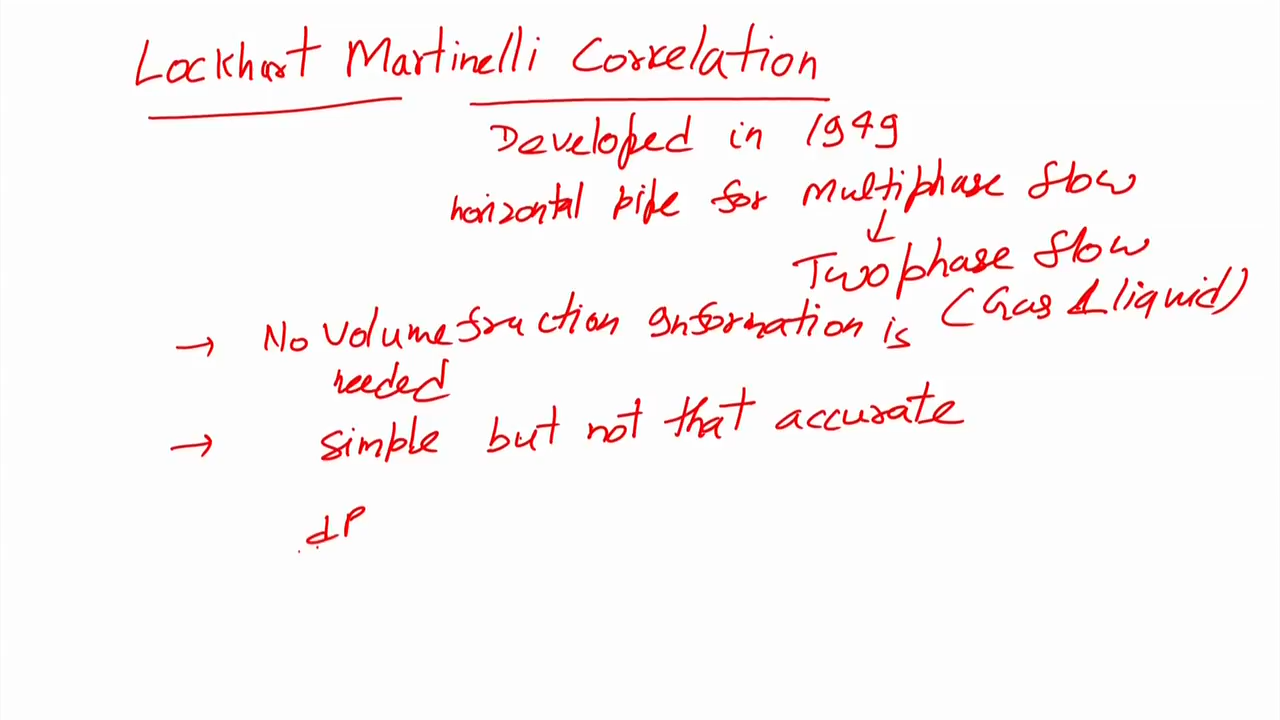 Lockhart Martinelli Correlation
Developed in 1949
horizontal pipe for multiphase flow
↓
Two phase flow
(Gas & liquid)
→ No volume fraction Information is
needed
→ simple but not that accurate
dP